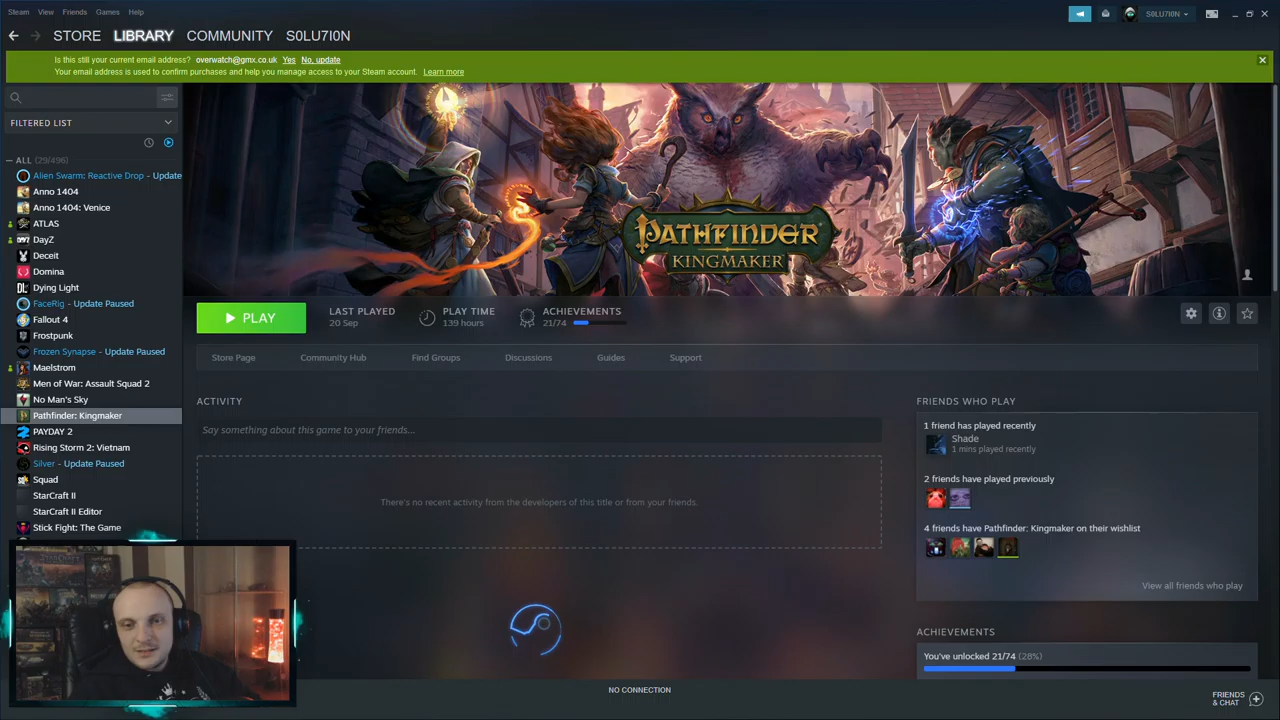 Steam View Friends Games Help
S0LU7I0N
STORE LIBRARY COMMUNITY S0LU7I0N
Is this still your current email address? overwatch@gmx.co.uk Yes No, update
Your email address is used to confirm purchases and help you manage access to your Steam account. Learn more
FILTERED LIST
ALL (29/496)
Alien Swarm: Reactive Drop - Update
Anno 1404
Anno 1404: Venice
ATLAS
DayZ
Deceit
Domina
Dying Light
FaceRig - Update Paused
Fallout 4
Frostpunk
Frozen Synapse - Update Paused
Maelstrom
Men of War: Assault Squad 2
No Man's Sky
Pathfinder: Kingmaker
PAYDAY 2
Rising Storm 2: Vietnam
Silver - Update Paused
Squad
StarCraft II
StarCraft II Editor
Stick Fight: The Game
PATHFINDER
KINGMAKER
PLAY
LAST PLAYED
20 Sep
PLAY TIME
139 hours
ACHIEVEMENTS
21/74
Store Page Community Hub Find Groups Discussions Guides Support
ACTIVITY
Say something about this game to your friends...
There's no recent activity from the developers of this title or from your friends.
FRIENDS WHO PLAY
1 friend has played recently
Shade
1 mins played recently
2 friends have played previously
4 friends have Pathfinder: Kingmaker on their wishlist
View all friends who play
ACHIEVEMENTS
You've unlocked 21/74 (28%)
NO CONNECTION
FRIENDS
& CHAT